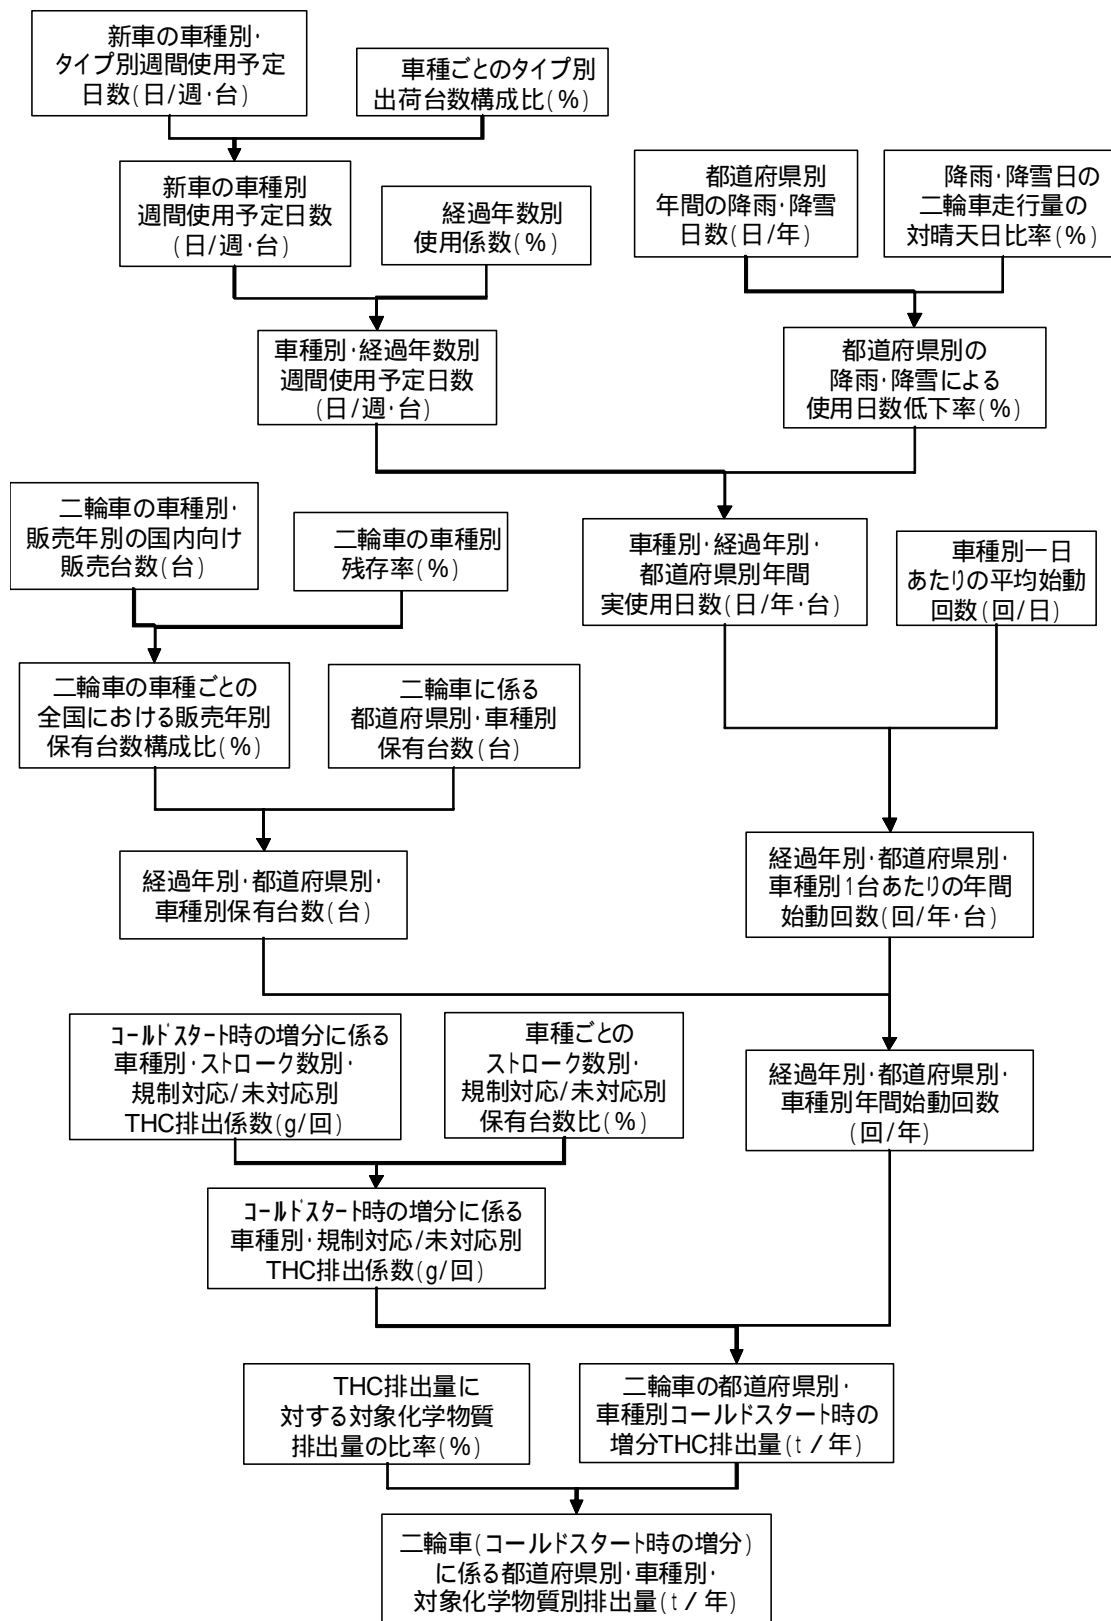 新車の車種別・
タイプ別週間使用予定
日数(日/週・台)
車種ごとのタイプ別
出荷台数構成比(%)
新車の車種別
週間使用予定日数
(日/週・台)
経過年数別
使用係数(%)
都道府県別
年間の降雨・降雪
日数(日/年)
降雨・降雪日の
二輪車走行量の
対晴天日比率(%)
車種別・経過年数別
週間使用予定日数
(日/週・台)
都道府県別の
降雨・降雪による
使用日数低下率(%)
二輪車の車種別・
販売年別の国内向け
販売台数(台)
二輪車の車種別
残存率(%)
車種別・経過年別・
都道府県別年間
実使用日数(日/年・台)
車種別一日
あたりの平均始動
回数(回/日)
二輪車の車種ごとの
全国における販売年別
保有台数構成比(%)
二輪車に係る
都道府県別・車種別
保有台数(台)
経過年別・都道府県別・
車種別保有台数(台)
経過年別・都道府県別・
車種別1台あたりの年間
始動回数(回/年・台)
ｺｰﾙﾄﾞｽﾀｰﾄ時の増分に係る
車種別・ストローク数別・
規制対応/未対応別
THC排出係数(g/回)
車種ごとの
ストローク数別・
規制対応/未対応別
保有台数比(%)
経過年別・都道府県別・
車種別年間始動回数
(回/年)
ｺｰﾙﾄﾞｽﾀｰﾄ時の増分に係る
車種別・規制対応/未対応別
THC排出係数(g/回)
THC排出量に
対する対象化学物質
排出量の比率(%)
二輪車の都道府県別・
車種別コールドスタート時の
増分THC排出量(t/年)
二輪車(コールドスタート時の増分)
に係る都道府県別・車種別・
対象化学物質別排出量(t/年)